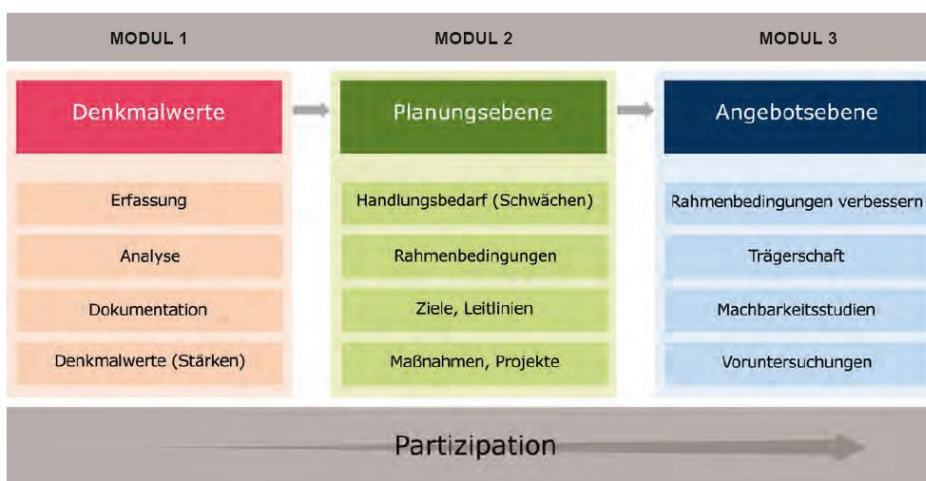 MODUL 1
MODUL 2
MODUL 3
Denkmalwerte
Erfassung
Analyse
Dokumentation
Denkmalwerte (Stärken)
Planungsebene
Handlungsbedarf (Schwächen)
Rahmenbedingungen
Ziele, Leitlinien
Maßnahmen, Projekte
Angebotsebene
Rahmenbedingungen verbessern
Trägerschaft
Machbarkeitsstudien
Voruntersuchungen
Partizipation